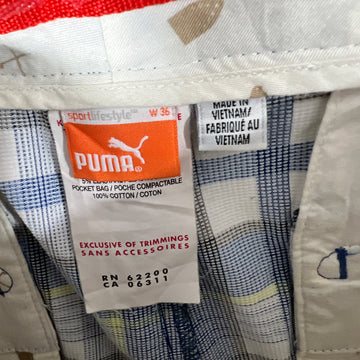 sportlifestyle W 36
PUMA
POCKET BAG / POCHE COMPACTABLE
100% COTTON / COTON
EXCLUSIVE OF TRIMMINGS
SANS ACCESSOIRES
RN 62200
CA 06311
MADE IN
VIETNAM/
FABRIQUÉ AU
VIETNAM